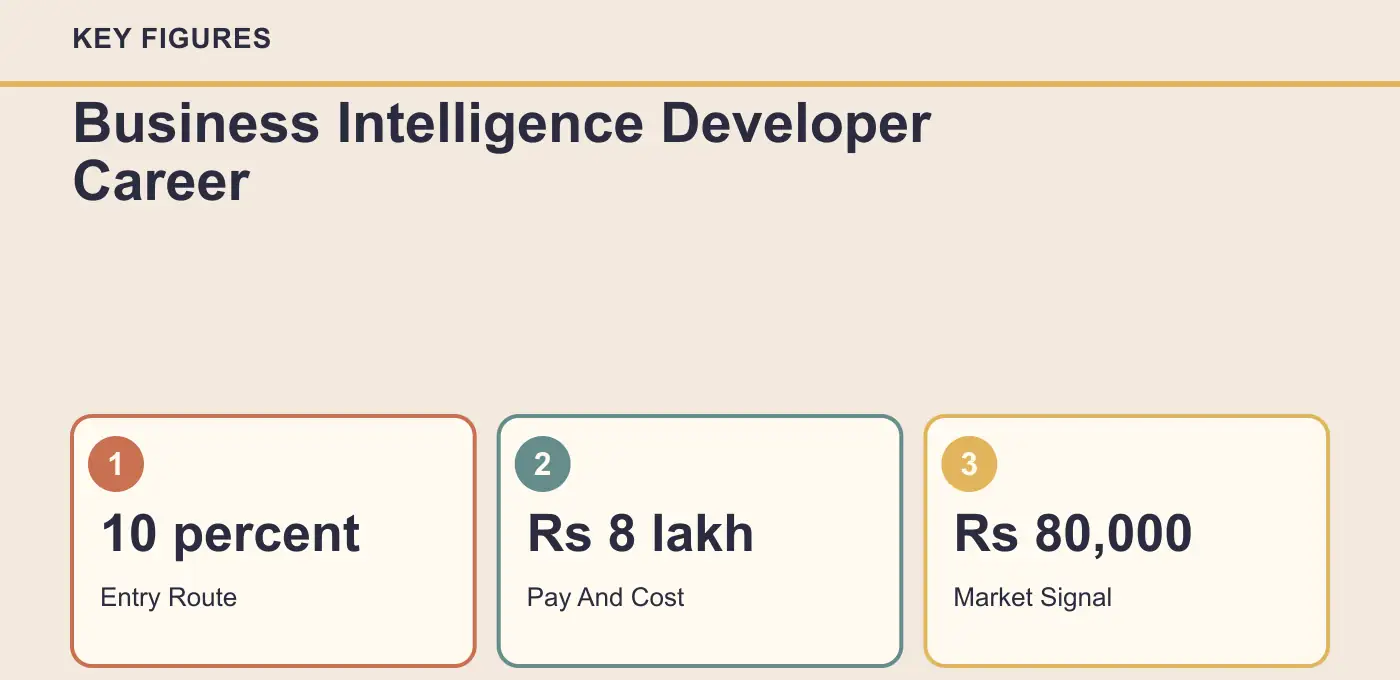 KEY FIGURES
Business Intelligence Developer
Career
1
10 percent
Entry Route
2
Rs 8 lakh
Pay And Cost
3
Rs 80,000
Market Signal